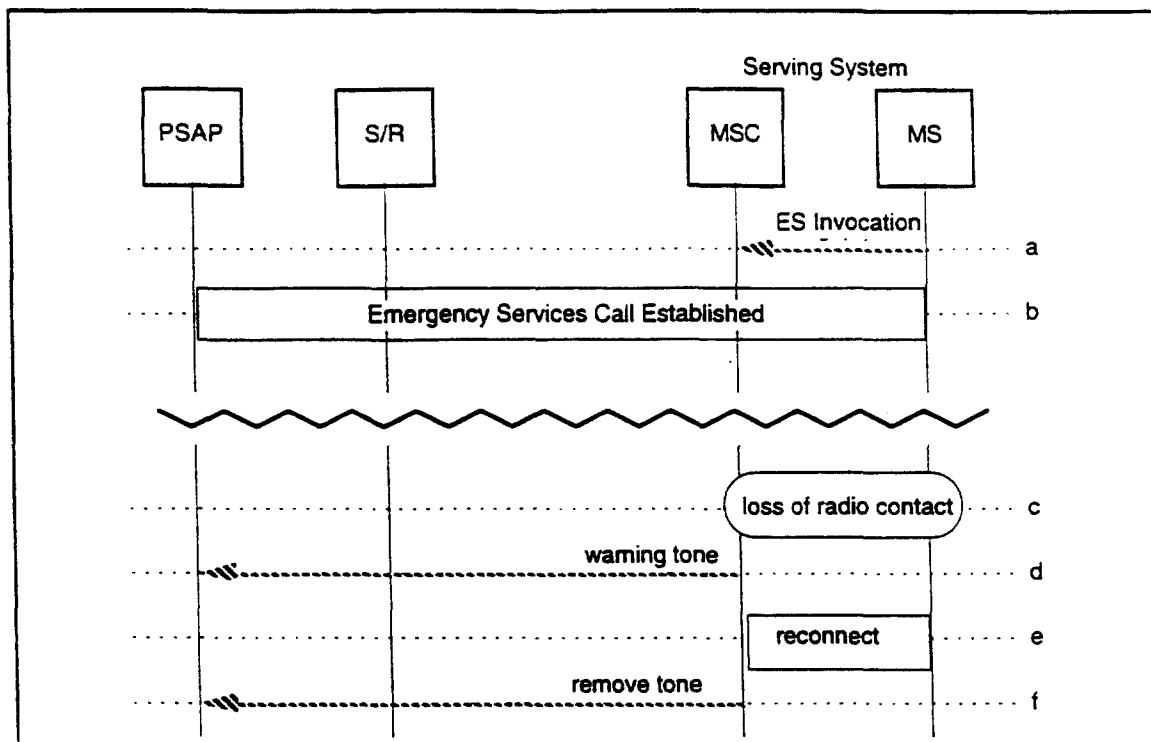 Serving System
PSAP S/R MSC MS
ES Invocation a
Emergency Services Call Established b
loss of radio contact c
warning tone d
reconnect e
remove tone f